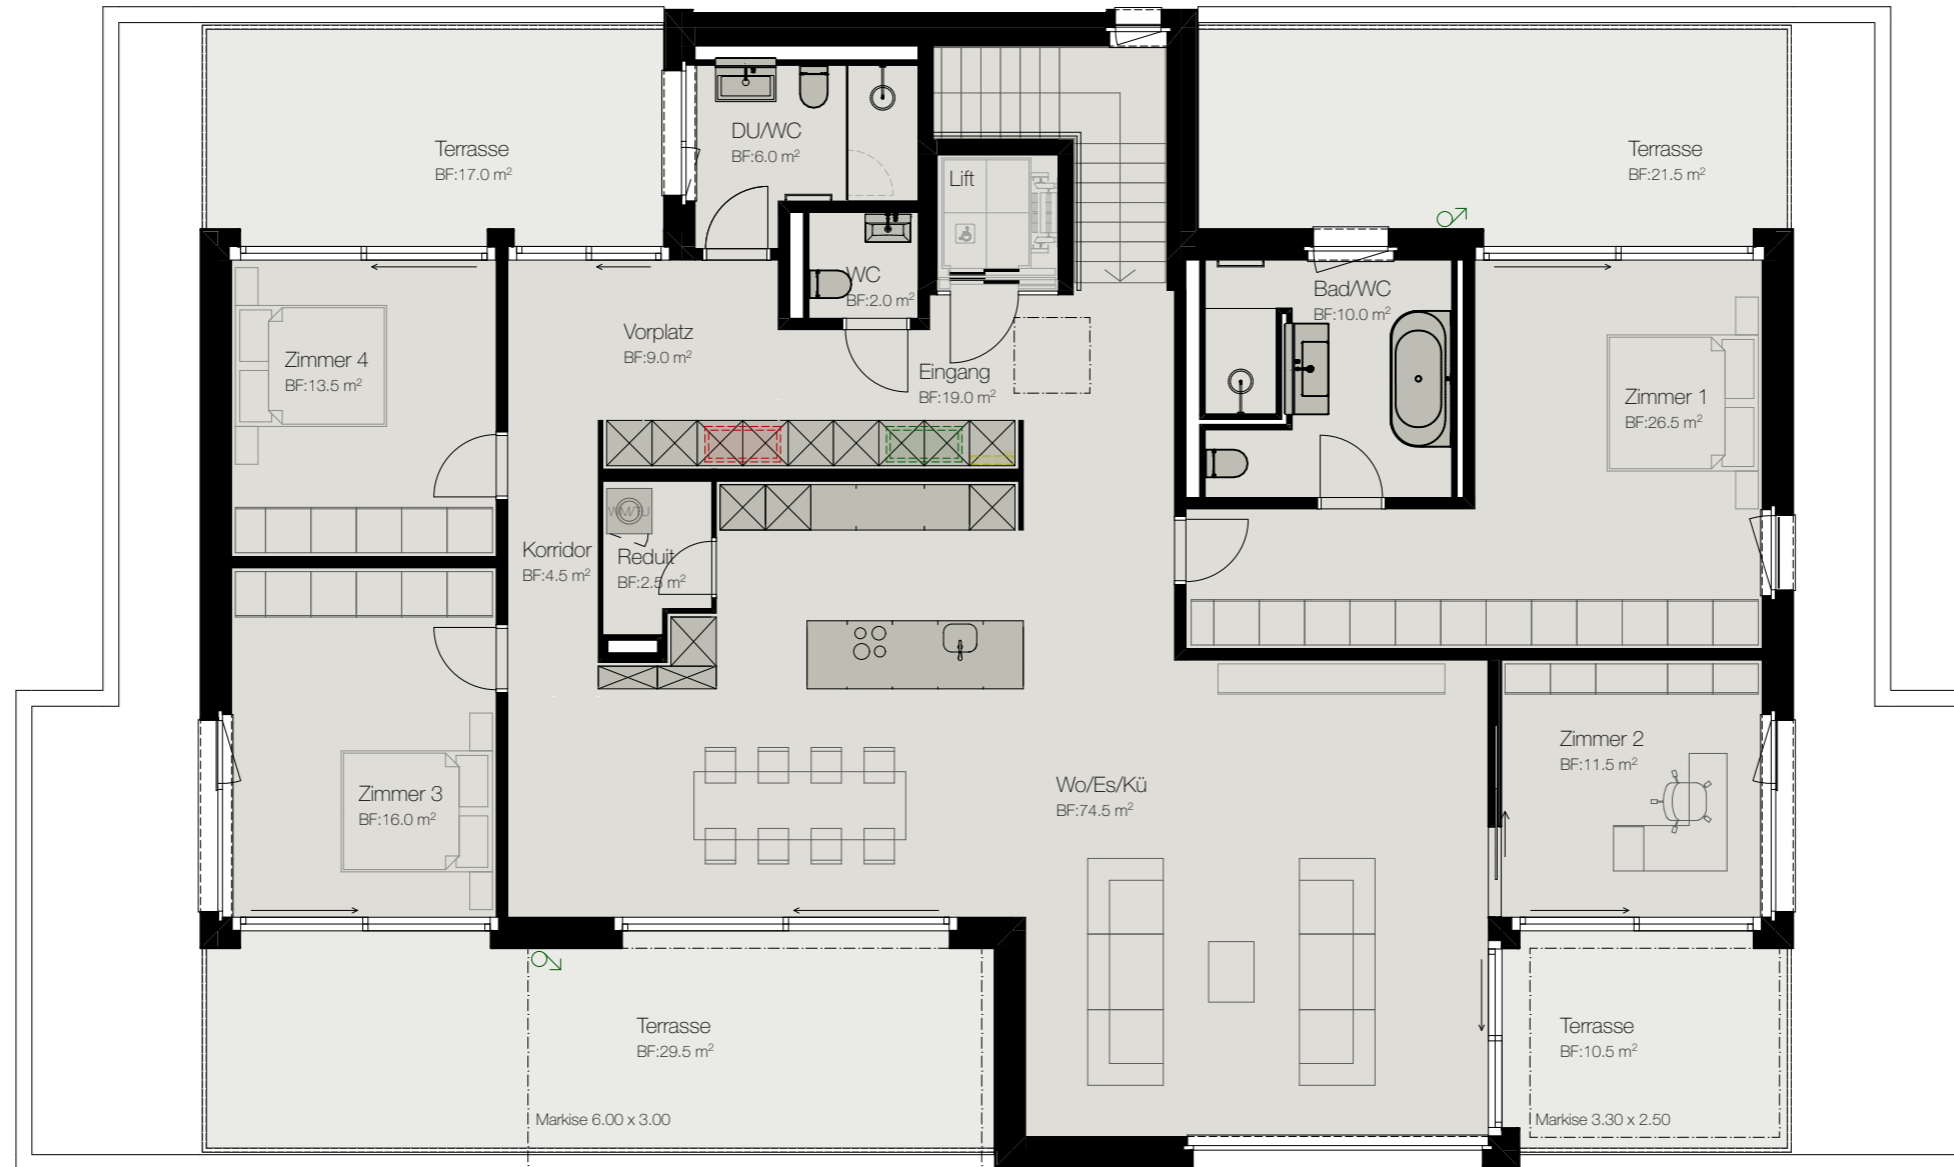 Terrasse
BF:17.0 m²
DU/WC
BF:6.0 m²
Lift
Terrasse
BF:21.5 m²
WC
BF:2.0 m²
Bad/WC
BF:10.0 m²
Vorplatz
BF:9.0 m²
Zimmer 4
BF:13.5 m²
Eingang
BF:19.0 m²
Zimmer 1
BF:26.5 m²
WM/TU
Korridor
BF:4.5 m²
Reduit
BF:2.5 m²
Zimmer 3
BF:16.0 m²
Wo/Es/Kü
BF:74.5 m²
Zimmer 2
BF:11.5 m²
Terrasse
BF:29.5 m²
Terrasse
BF:10.5 m²
Markise 6.00 x 3.00
Markise 3.30 x 2.50